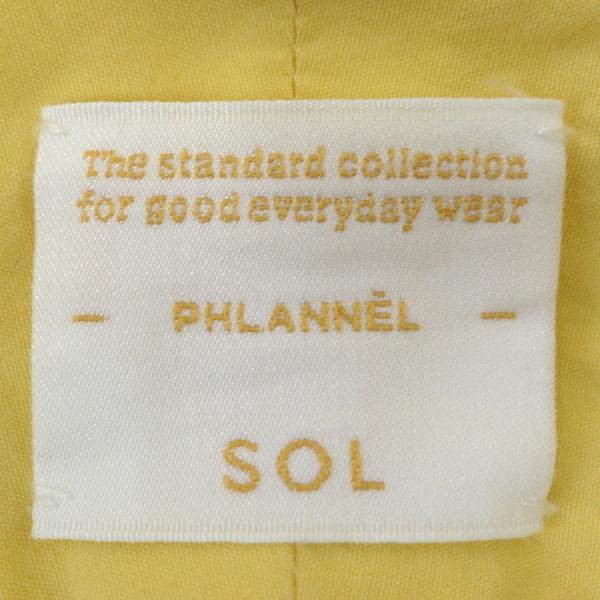 The standard collection
for good everyday wear
- PHLANNÈL -
SOL